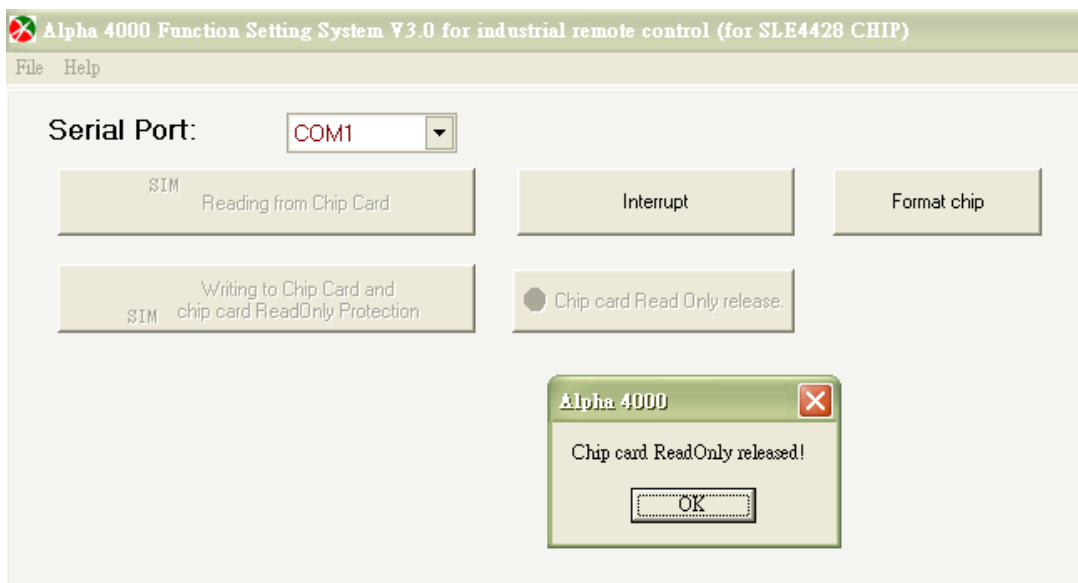 Alpha 4000 Function Setting System V3.0 for industrial remote control (for SLE4428 CHIP)
File Help
Serial Port: COM1
SIM
Reading from Chip Card
Interrupt
Format chip
Writing to Chip Card and
SIM chip card ReadOnly Protection
Chip card Read Only release.
Alpha 4000
Chip card ReadOnly released!
OK